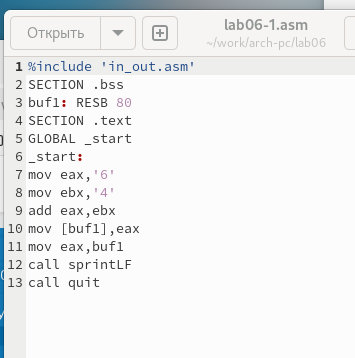 Открыть
lab06-1.asm
~/work/arch-pc/lab06
1 %include 'in_out.asm'
2 SECTION .bss
3 buf1: RESB 80
4 SECTION .text
5 GLOBAL _start
6 _start:
7 mov eax,'6'
8 mov ebx,'4'
9 add eax,ebx
10 mov [buf1],eax
11 mov eax,buf1
12 call sprintLF
13 call quit